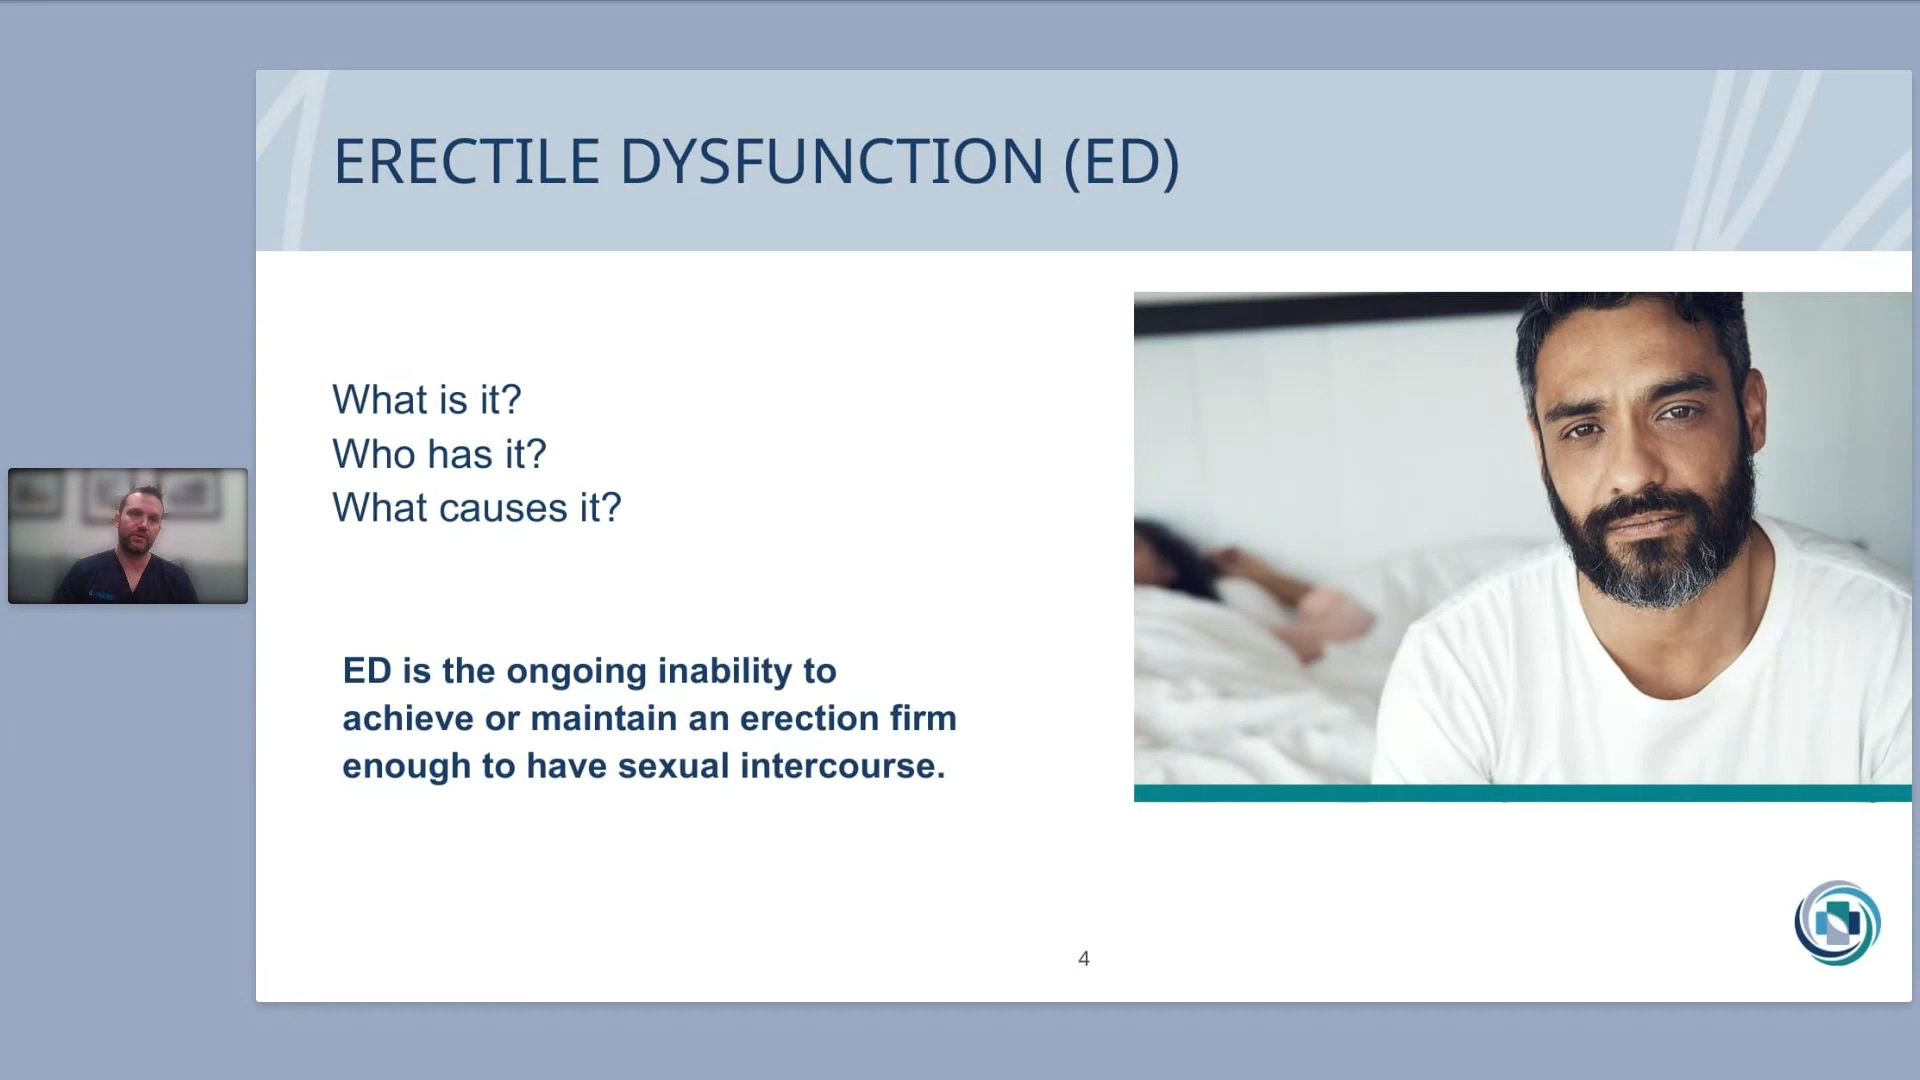 ERECTILE DYSFUNCTION (ED)
What is it?
Who has it?
What causes it?
ED is the ongoing inability to
achieve or maintain an erection firm
enough to have sexual intercourse.
4